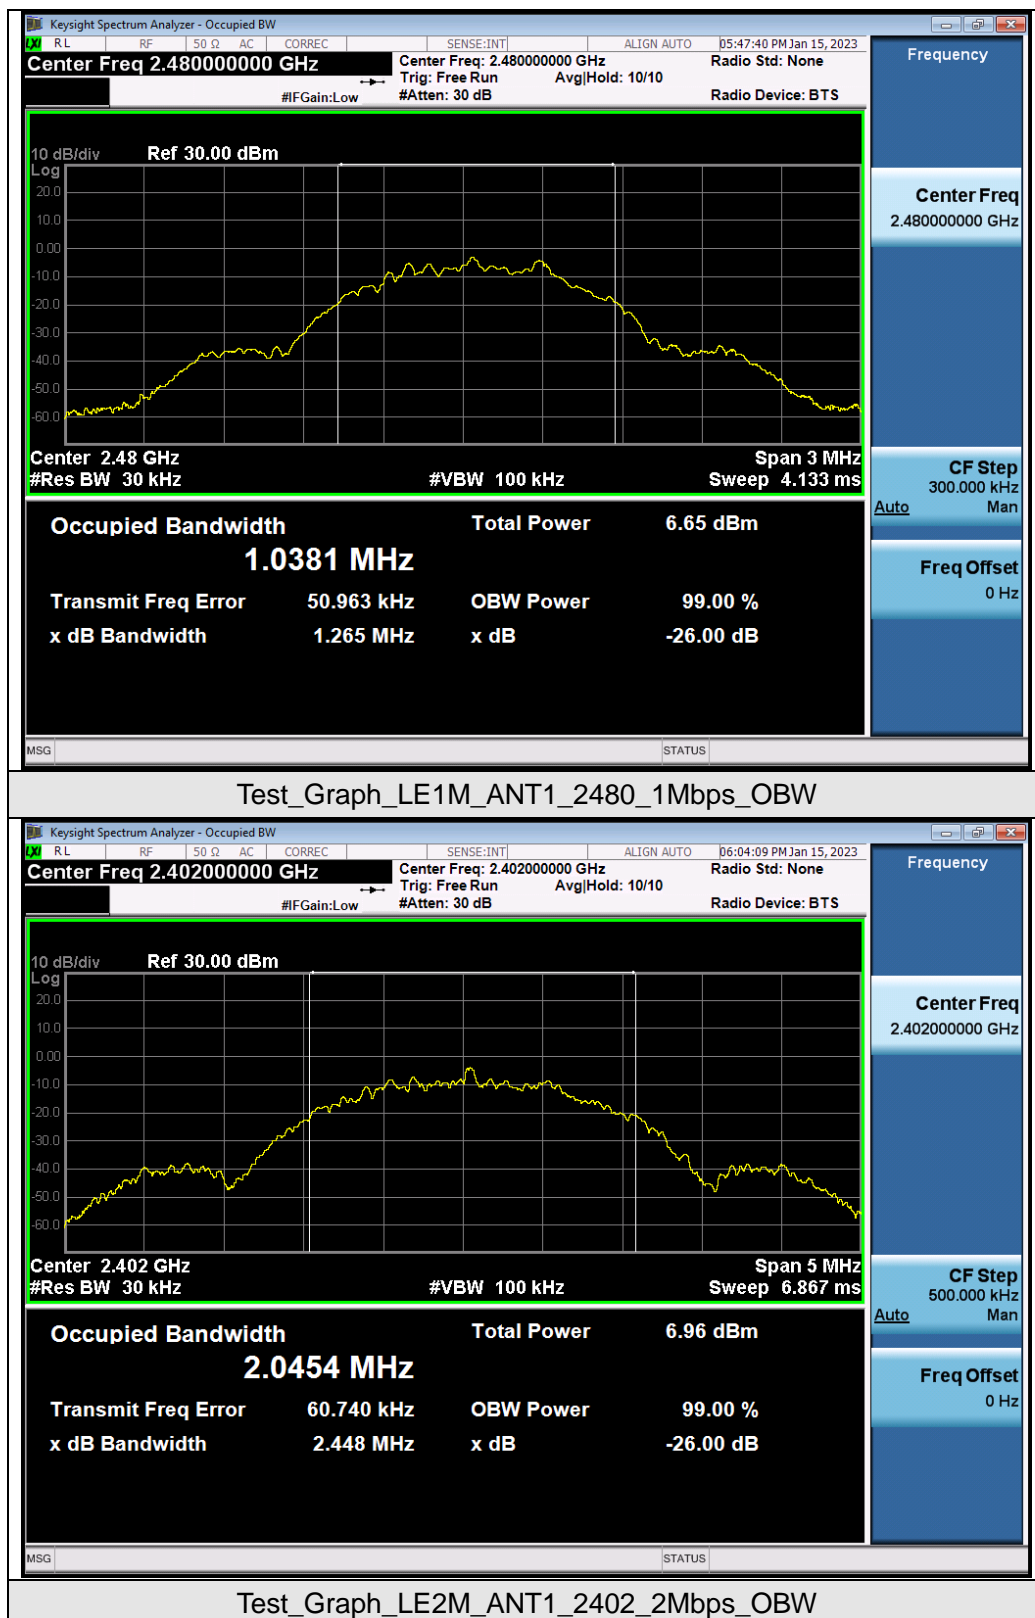 Keysight Spectrum Analyzer - Occupied BW
LXI RL RF 50 Ω AC CORREC SENSE:INT ALIGN AUTO 05:47:40 PM Jan 15, 2023
Center Freq 2.480000000 GHz
Center Freq: 2.480000000 GHz
Radio Std: None
Trig: Free Run Avg|Hold: 10/10
#IFGain:Low
#Atten: 30 dB
Radio Device: BTS
Frequency
10 dB/div Ref 30.00 dBm
Log
20.0
10.0
0.00
-10.0
-20.0
-30.0
-40.0
-50.0
-60.0
Center 2.48 GHz Span 3 MHz
#Res BW 30 kHz #VBW 100 kHz Sweep 4.133 ms
Center Freq
2.480000000 GHz
CF Step
300.000 kHz
Auto Man
Freq Offset
0 Hz
Occupied Bandwidth Total Power 6.65 dBm
1.0381 MHz
Transmit Freq Error 50.963 kHz OBW Power 99.00 %
x dB Bandwidth 1.265 MHz x dB -26.00 dB
MSG STATUS
Test_Graph_LE1M_ANT1_2480_1Mbps_OBW
Keysight Spectrum Analyzer - Occupied BW
LXI RL RF 50 Ω AC CORREC SENSE:INT ALIGN AUTO 06:04:09 PM Jan 15, 2023
Center Freq 2.402000000 GHz
Center Freq: 2.402000000 GHz
Radio Std: None
Trig: Free Run Avg|Hold: 10/10
#IFGain:Low
#Atten: 30 dB
Radio Device: BTS
Frequency
10 dB/div Ref 30.00 dBm
Log
20.0
10.0
0.00
-10.0
-20.0
-30.0
-40.0
-50.0
-60.0
Center 2.402 GHz Span 5 MHz
#Res BW 30 kHz #VBW 100 kHz Sweep 6.867 ms
Center Freq
2.402000000 GHz
CF Step
500.000 kHz
Auto Man
Freq Offset
0 Hz
Occupied Bandwidth Total Power 6.96 dBm
2.0454 MHz
Transmit Freq Error 60.740 kHz OBW Power 99.00 %
x dB Bandwidth 2.448 MHz x dB -26.00 dB
MSG STATUS
Test_Graph_LE2M_ANT1_2402_2Mbps_OBW